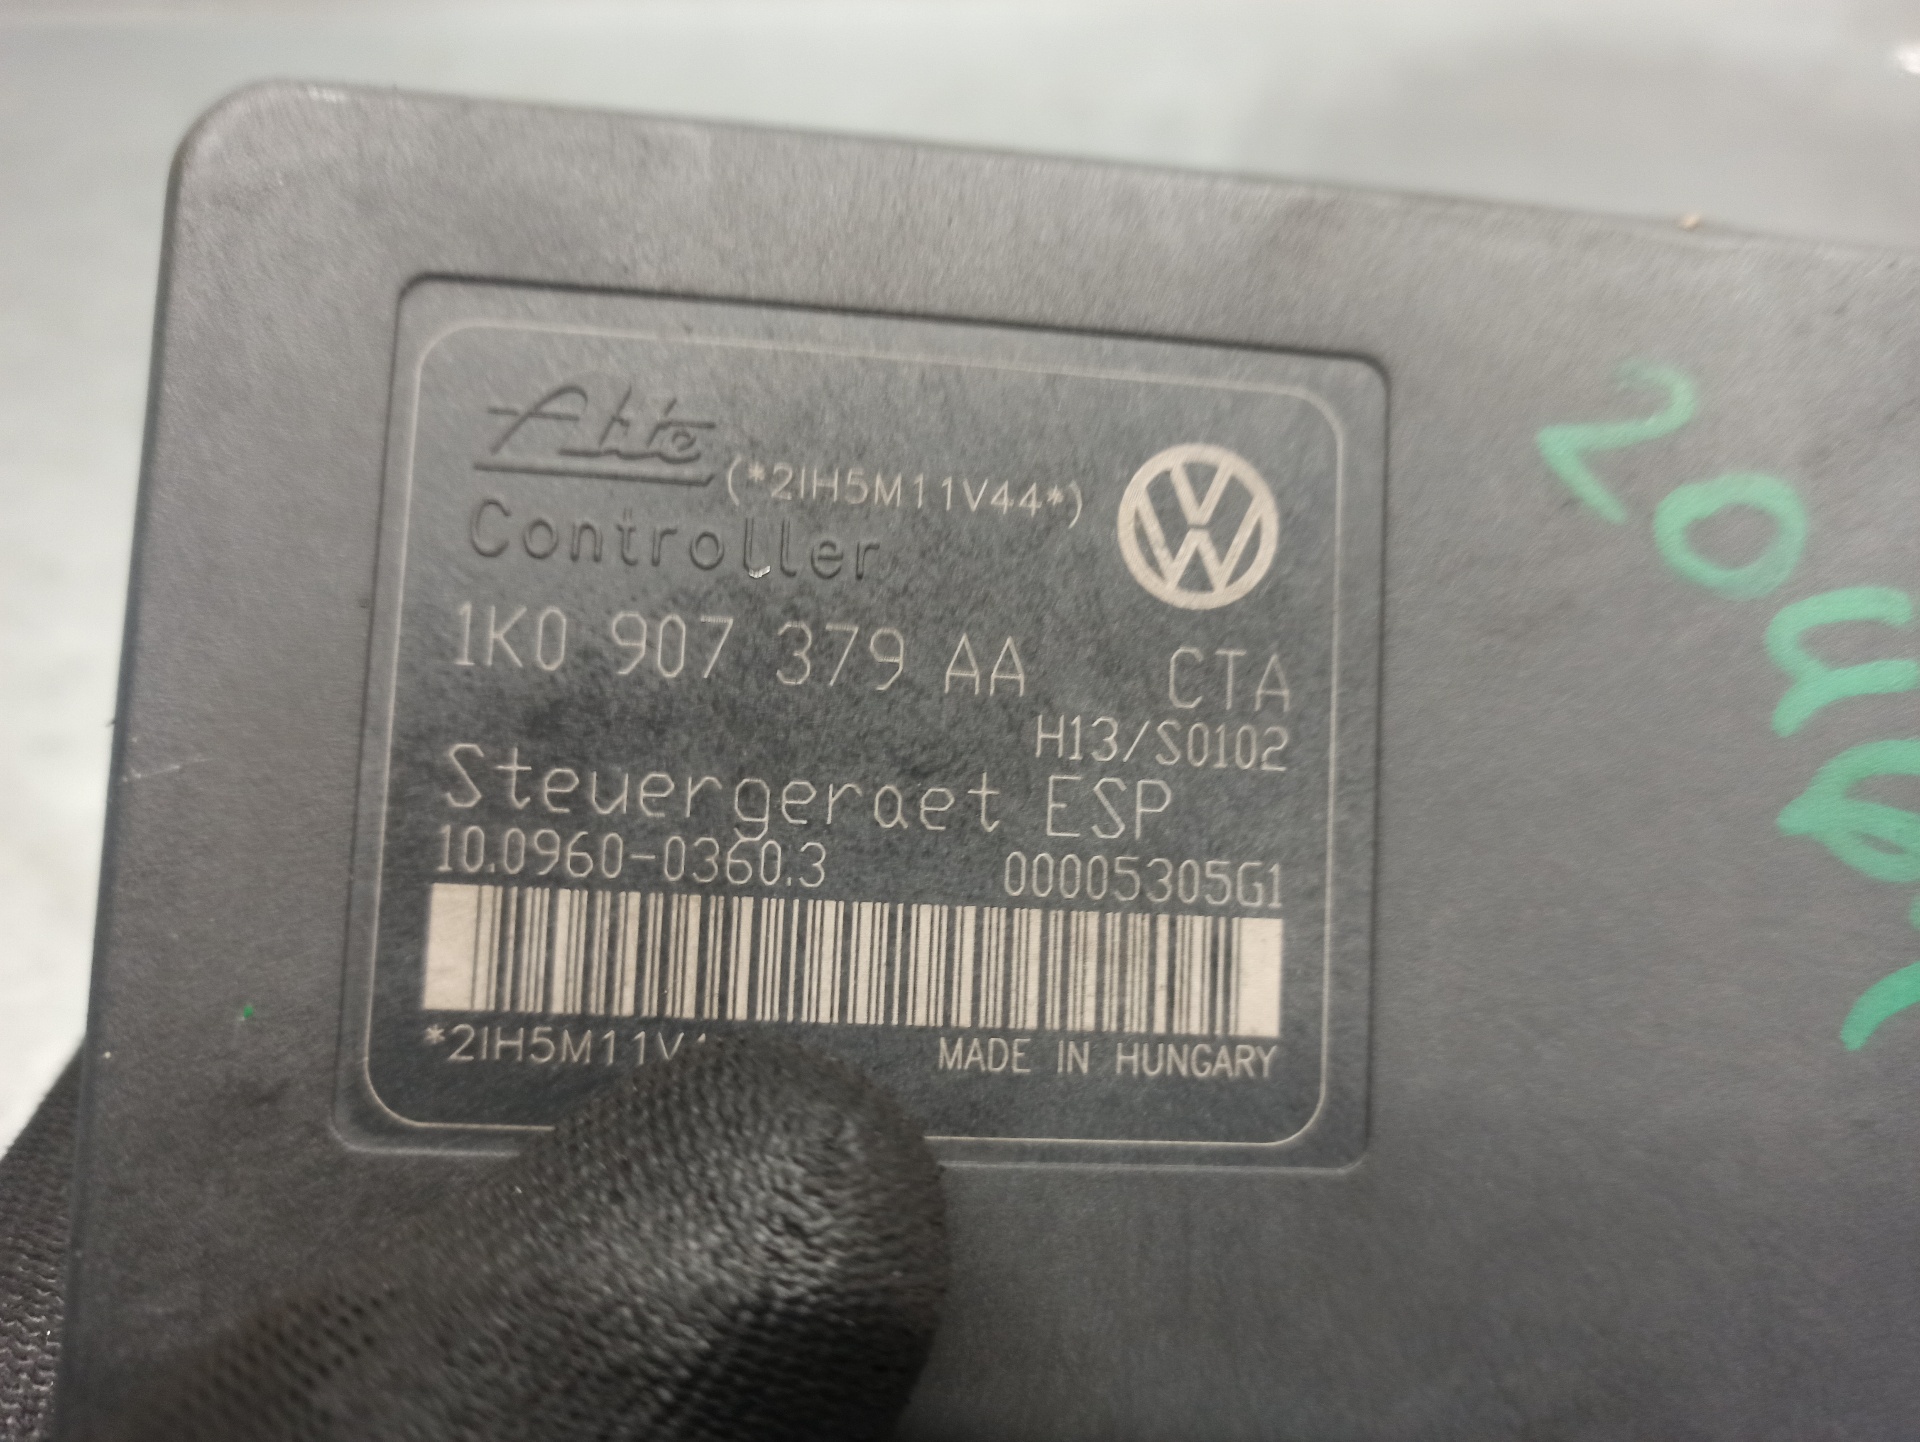 Ate
(*2IH5M11V44*)
Controller
1K0 907 379 AA CTA
H13/S0102
Steuergeraet ESP
10.0960-0360.3 00005305G1
*2IH5M11V
MADE IN HUNGARY